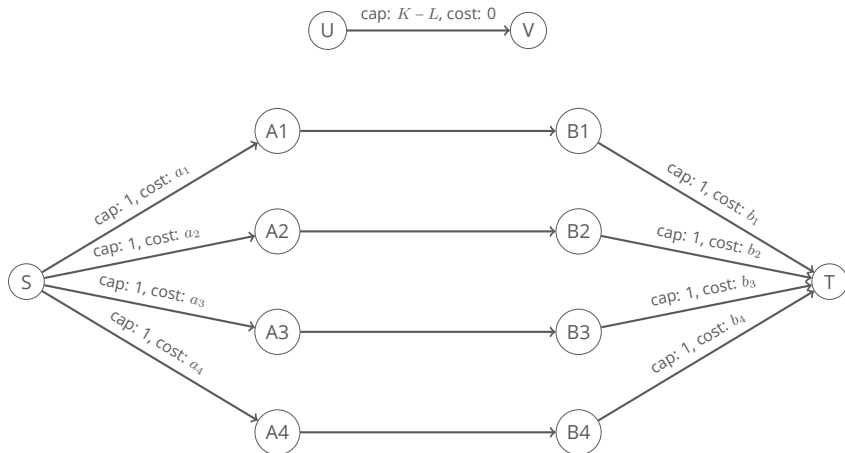 cap: 1, cost: a₁
cap: 1, cost: a₂
cap: 1, cost: a₃
cap: 1, cost: a₄
cap: 1, cost: b₁
cap: 1, cost: b₂
cap: 1, cost: b₃
cap: 1, cost: b₄
cap: K – L, cost: 0
S
T
A1
B1
A2
B2
A3
B3
A4
B4
U
V